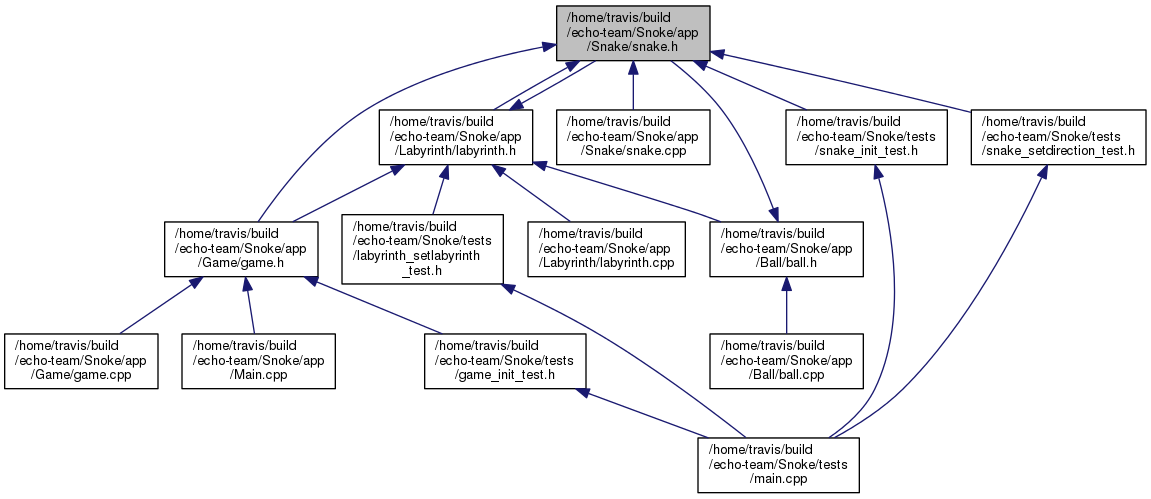 /home/travis/build
/echo-team/Snoke/app
/Snake/snake.h
/home/travis/build
/echo-team/Snoke/app
/Labyrinth/labyrinth.h
/home/travis/build
/echo-team/Snoke/app
/Snake/snake.cpp
/home/travis/build
/echo-team/Snoke/tests
/snake_init_test.h
/home/travis/build
/echo-team/Snoke/tests
/snake_setdirection_test.h
/home/travis/build
/echo-team/Snoke/app
/Game/game.h
/home/travis/build
/echo-team/Snoke/tests
/labyrinth_setlabyrinth
_test.h
/home/travis/build
/echo-team/Snoke/app
/Labyrinth/labyrinth.cpp
/home/travis/build
/echo-team/Snoke/app
/Ball/ball.h
/home/travis/build
/echo-team/Snoke/app
/Game/game.cpp
/home/travis/build
/echo-team/Snoke/app
/Main.cpp
/home/travis/build
/echo-team/Snoke/tests
/game_init_test.h
/home/travis/build
/echo-team/Snoke/app
/Ball/ball.cpp
/home/travis/build
/echo-team/Snoke/tests
/main.cpp